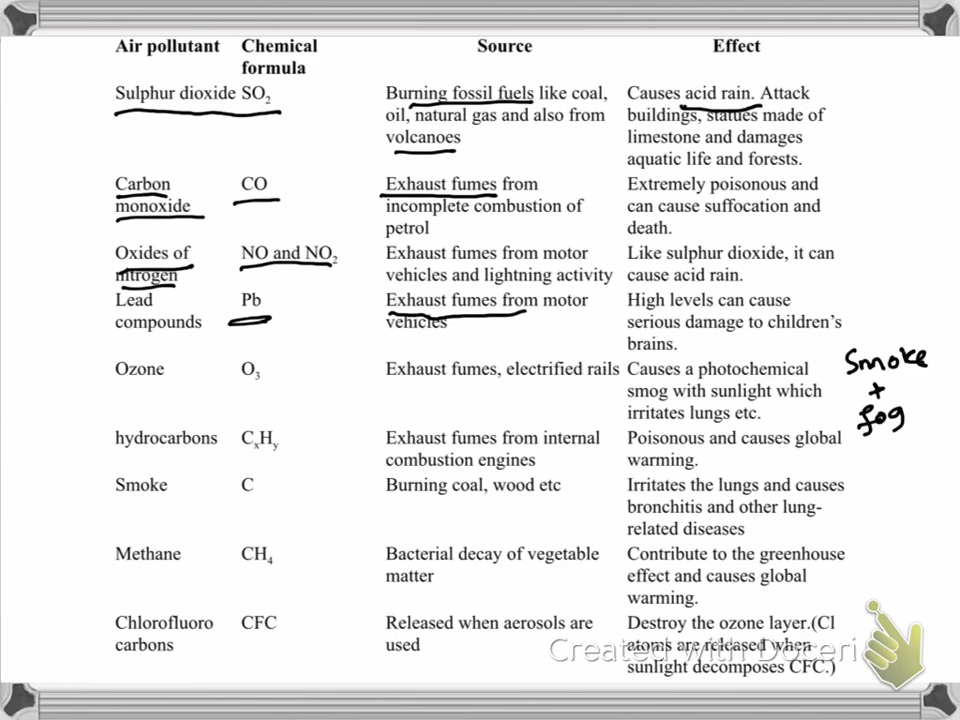 Air pollutant Chemical formula Source Effect
Sulphur dioxide SO₂ Burning fossil fuels like coal, Causes acid rain. Attack
oil, natural gas and also from buildings, statues made of
volcanoes limestone and damages
aquatic life and forests.
Carbon CO Exhaust fumes from Extremely poisonous and
monoxide incomplete combustion of can cause suffocation and
petrol death.
Oxides of NO and NO₂ Exhaust fumes from motor Like sulphur dioxide, it can
nitrogen vehicles and lightning activity cause acid rain.
Lead Pb Exhaust fumes from motor High levels can cause
compounds vehicles serious damage to children's
brains.
Ozone O₃ Exhaust fumes, electrified rails Causes a photochemical
smog with sunlight which
irritates lungs etc.
Smoke
+
fog
hydrocarbons CₓHᵧ Exhaust fumes from internal Poisonous and causes global
combustion engines warming.
Smoke C Burning coal, wood etc Irritates the lungs and causes
bronchitis and other lung-
related diseases
Methane CH₄ Bacterial decay of vegetable Contribute to the greenhouse
matter effect and causes global
warming.
Chlorofluoro CFC Released when aerosols are Destroy the ozone layer.(Cl
carbons used atoms are released when
sunlight decomposes CFC.)
Created with Doceri